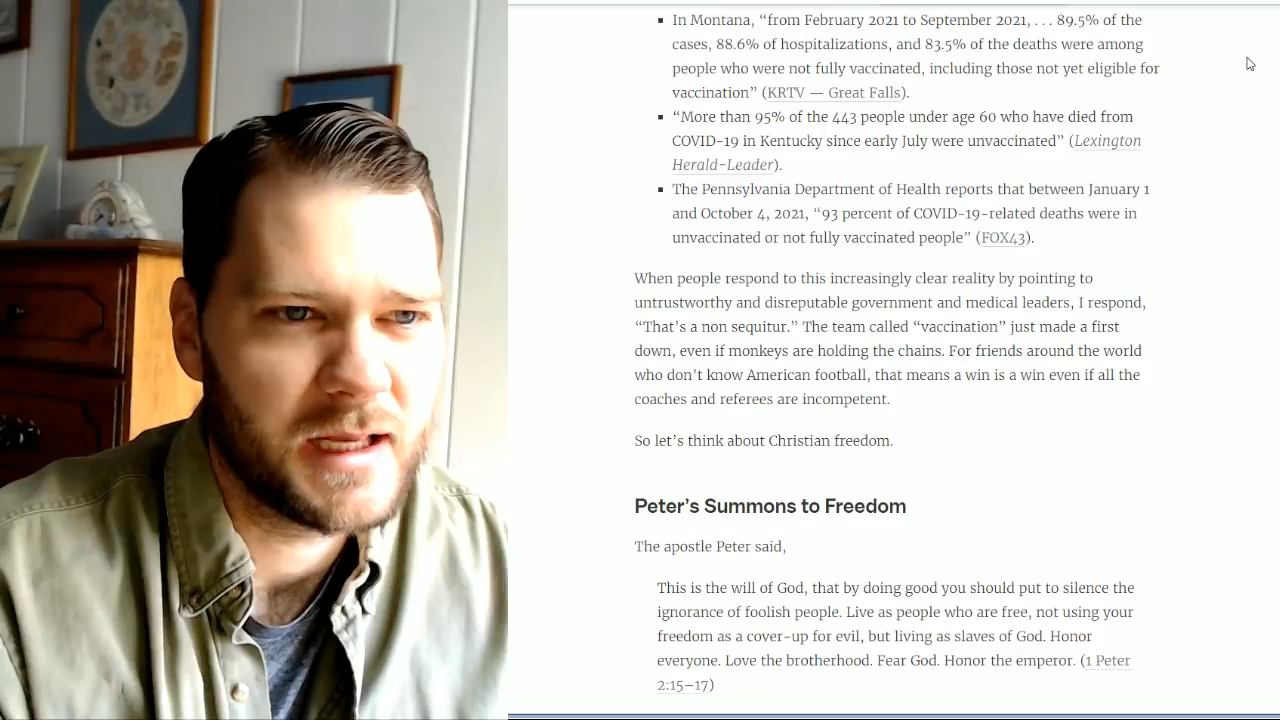 In Montana, “from February 2021 to September 2021, . . . 89.5% of the
cases, 88.6% of hospitalizations, and 83.5% of the deaths were among
people who were not fully vaccinated, including those not yet eligible for
vaccination” (KRTV — Great Falls).
“More than 95% of the 443 people under age 60 who have died from
COVID-19 in Kentucky since early July were unvaccinated” (Lexington
Herald-Leader).
The Pennsylvania Department of Health reports that between January 1
and October 4, 2021, “93 percent of COVID-19-related deaths were in
unvaccinated or not fully vaccinated people” (FOX43).
When people respond to this increasingly clear reality by pointing to
untrustworthy and disreputable government and medical leaders, I respond,
“That’s a non sequitur.” The team called “vaccination” just made a first
down, even if monkeys are holding the chains. For friends around the world
who don’t know American football, that means a win is a win even if all the
coaches and referees are incompetent.
So let’s think about Christian freedom.
Peter’s Summons to Freedom
The apostle Peter said,
This is the will of God, that by doing good you should put to silence the
ignorance of foolish people. Live as people who are free, not using your
freedom as a cover-up for evil, but living as slaves of God. Honor
everyone. Love the brotherhood. Fear God. Honor the emperor. (1 Peter
2:15–17)